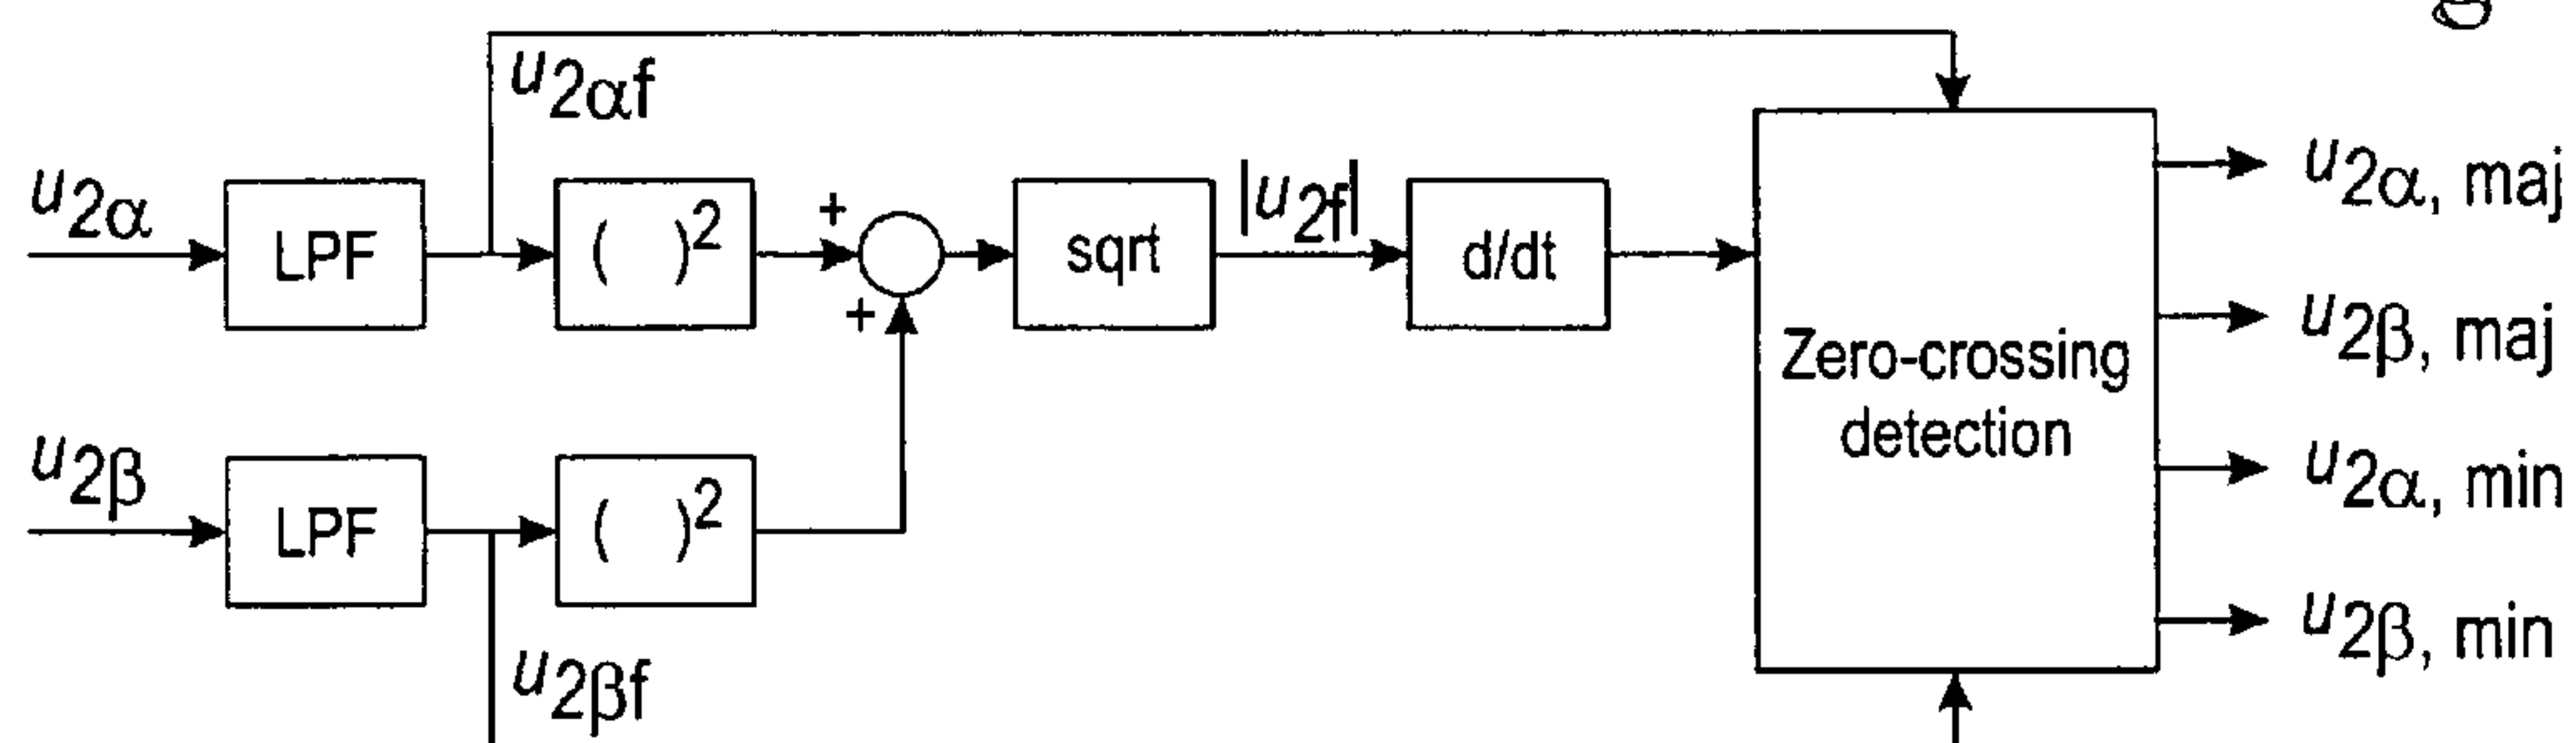 u2αf
u2α
LPF
( )2
+
+
sqrt
|u2f|
d/dt
Zero-crossing
detection
u2α, maj
u2β, maj
u2α, min
u2β, min
u2β
LPF
( )2
u2βf